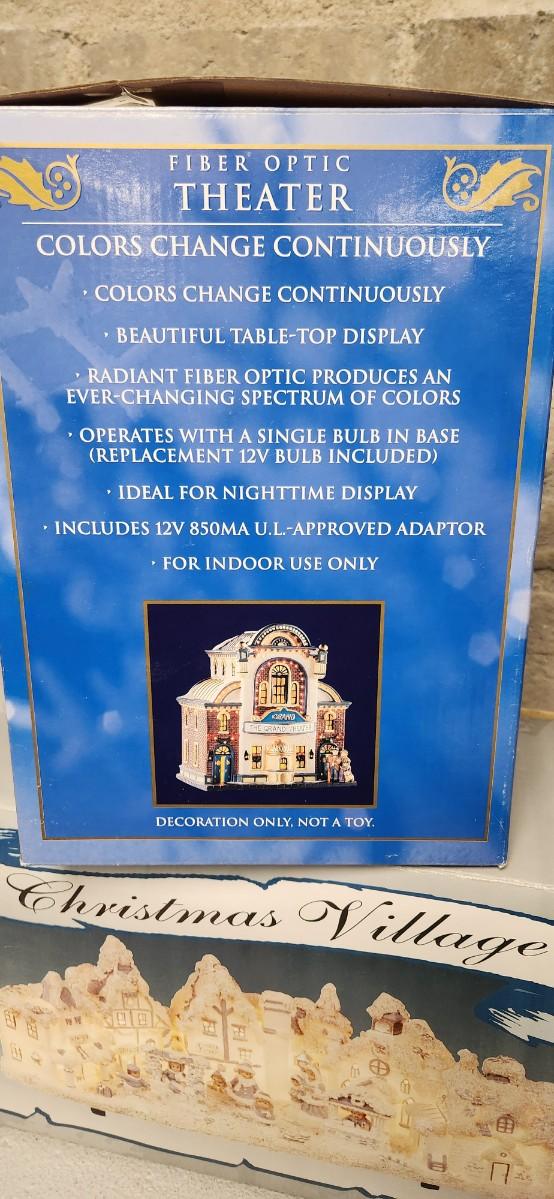 FIBER OPTIC
THEATER
COLORS CHANGE CONTINUOUSLY
· COLORS CHANGE CONTINUOUSLY
· BEAUTIFUL TABLE-TOP DISPLAY
· RADIANT FIBER OPTIC PRODUCES AN
EVER-CHANGING SPECTRUM OF COLORS
· OPERATES WITH A SINGLE BULB IN BASE
(REPLACEMENT 12V BULB INCLUDED)
· IDEAL FOR NIGHTTIME DISPLAY
· INCLUDES 12V 850MA U.L.-APPROVED ADAPTOR
· FOR INDOOR USE ONLY
GRAND
THE GRAND
DECORATION ONLY, NOT A TOY.
Christmas Village